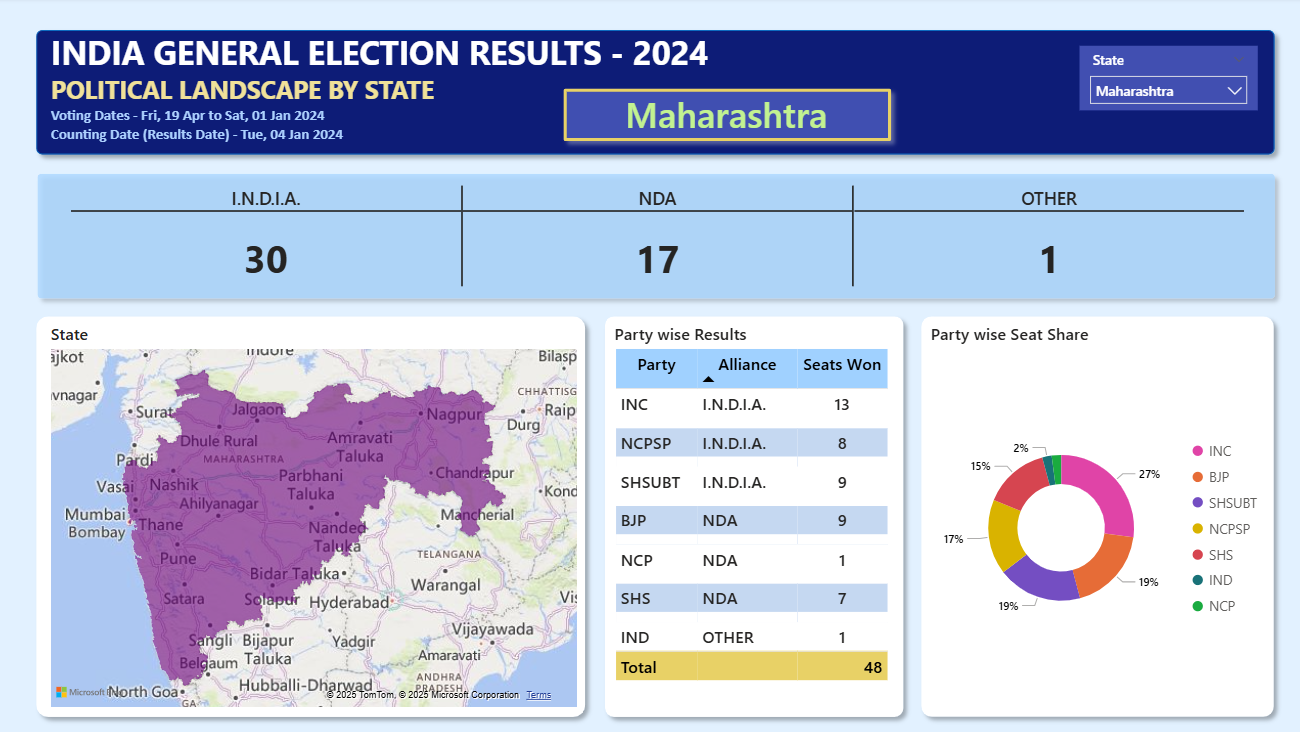 INDIA GENERAL ELECTION RESULTS - 2024
POLITICAL LANDSCAPE BY STATE
Voting Dates - Fri, 19 Apr to Sat, 01 Jan 2024
Counting Date (Results Date) - Tue, 04 Jan 2024
Maharashtra
State
Maharashtra
I.N.D.I.A. NDA OTHER
30 17 1
State
Bilasp
vnagar
CHHATTISG
Surat
Jalgaon
Nagpur
Raip
Durg
Dhule Rural
Amravati
Taluka
MAHARASHTRA
Pardi
Parbhani
Taluka
Chandrapur
Vasai
Nashik
Ahilyanagar
Kond
Mumbai
Bombay
Thane
Nanded
Taluka
Mancherial
Pune
TELANGANA
Bidar Taluka
Warangal
Satara
Solapur
Hyderabad
Vis
Sangli
Bijapur
Taluka
Yadgir
Vijayawada
Belgaum
Amaravati
North Goa
Hubballi-Dharwad
ANDHRA
PRADESH
GA
Microsoft
© 2025 TomTom, © 2025 Microsoft Corporation Terms
Party wise Results
Party Alliance Seats Won
INC I.N.D.I.A. 13
NCPSP I.N.D.I.A. 8
SHSUBT I.N.D.I.A. 9
BJP NDA 9
NCP NDA 1
SHS NDA 7
IND OTHER 1
Total 48
Party wise Seat Share
2%
15%
27%
17%
19%
19%
INC
BJP
SHSUBT
NCPSP
SHS
IND
NCP